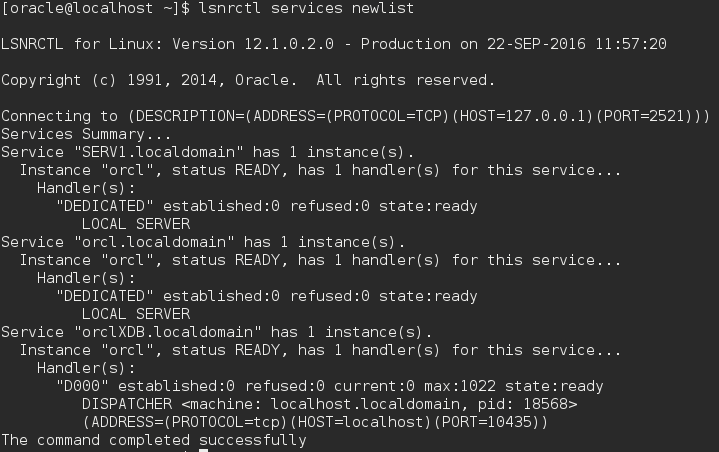 [oracle@localhost ~]$ lsnrctl services newlist
LSNRCTL for Linux: Version 12.1.0.2.0 - Production on 22-SEP-2016 11:57:20
Copyright (c) 1991, 2014, Oracle.  All rights reserved.
Connecting to (DESCRIPTION=(ADDRESS=(PROTOCOL=TCP)(HOST=127.0.0.1)(PORT=2521)))
Services Summary...
Service "SERV1.localdomain" has 1 instance(s).
  Instance "orcl", status READY, has 1 handler(s) for this service...
    Handler(s):
      "DEDICATED" established:0 refused:0 state:ready
         LOCAL SERVER
Service "orcl.localdomain" has 1 instance(s).
  Instance "orcl", status READY, has 1 handler(s) for this service...
    Handler(s):
      "DEDICATED" established:0 refused:0 state:ready
         LOCAL SERVER
Service "orclXDB.localdomain" has 1 instance(s).
  Instance "orcl", status READY, has 1 handler(s) for this service...
    Handler(s):
      "D000" established:0 refused:0 current:0 max:1022 state:ready
         DISPATCHER <machine: localhost.localdomain, pid: 18568>
         (ADDRESS=(PROTOCOL=tcp)(HOST=localhost)(PORT=10435))
The command completed successfully